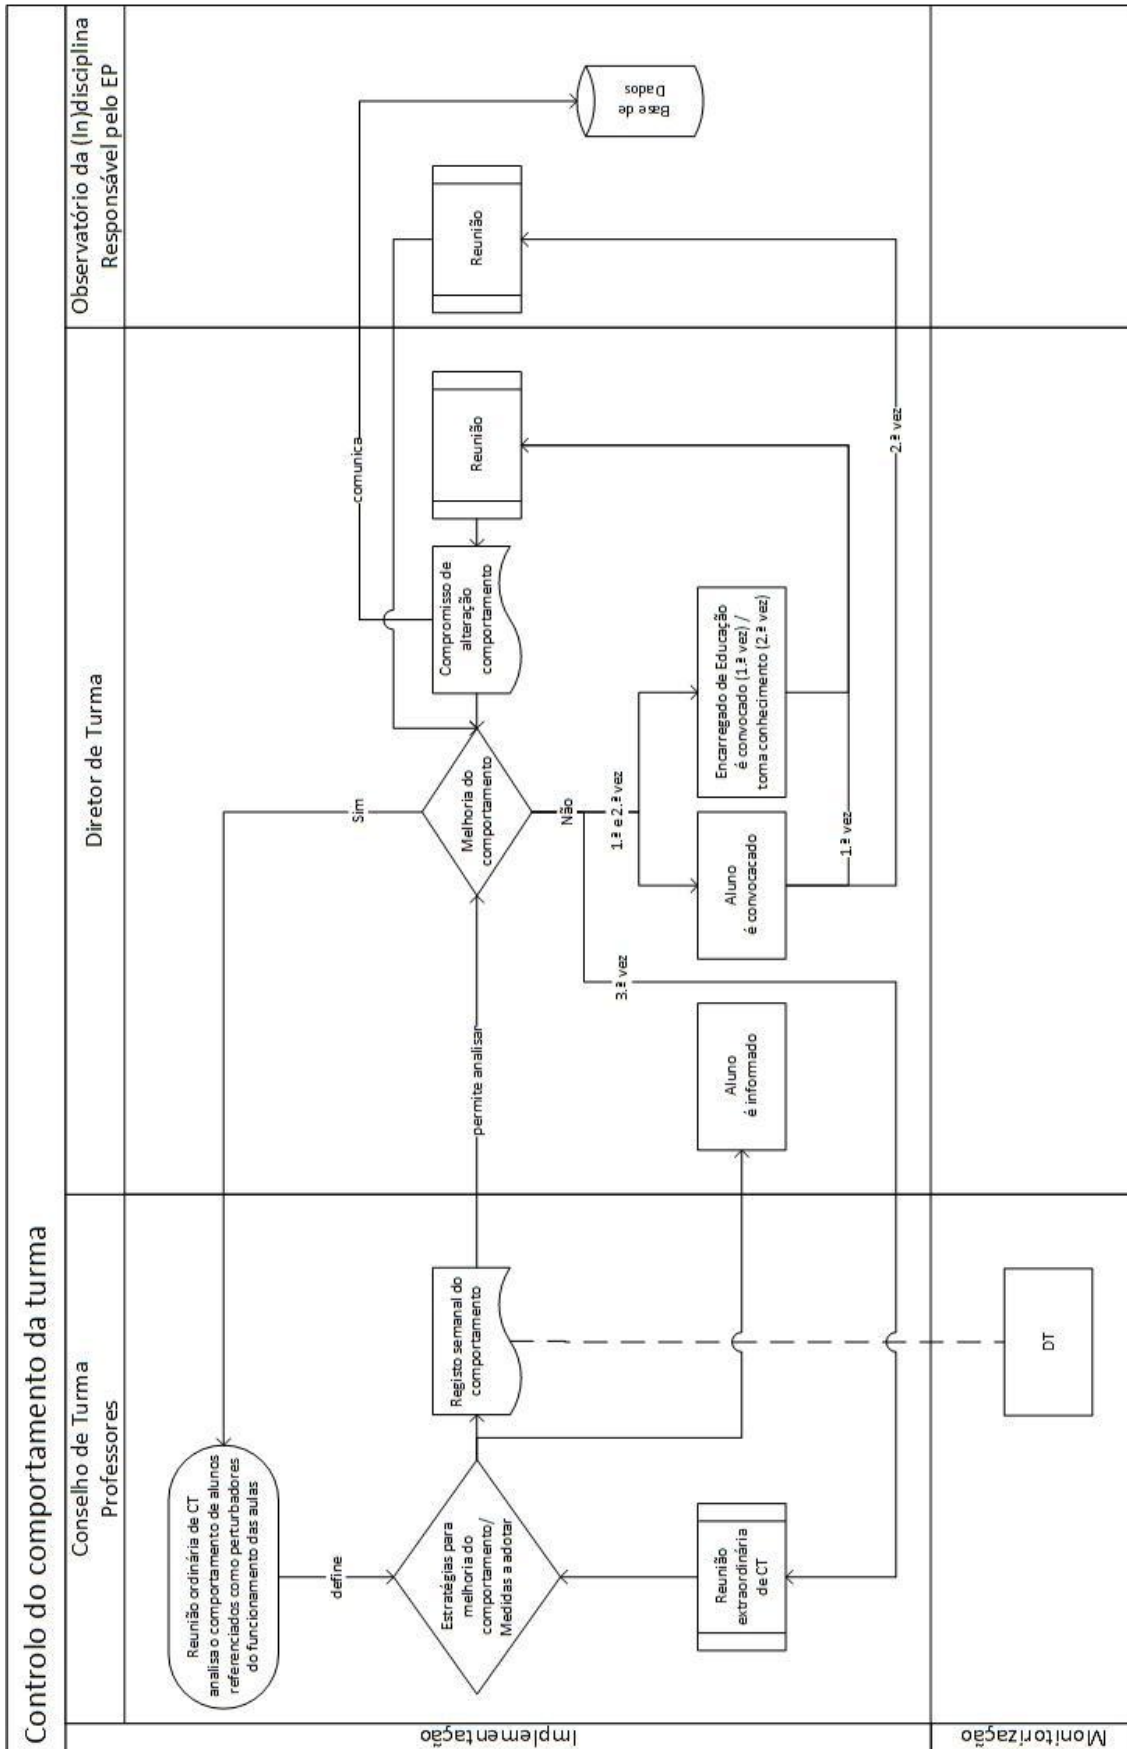 Controlo do comportamento da turma
Conselho de Turma
Professores
Diretor de Turma
Observatório da (In)disciplina
Responsável pelo EP
Implementação
Monitorização
Reunião ordinária de CT
analisa o comportamento de alunos
referenciados como perturbadores
do funcionamento das aulas
define
Estratégias para
melhoria do
comportamento/
Medidas a adotar
Registo semanal do
comportamento
Reunião
extraordinária
de CT
DT
Sim
permite analisar
Melhoria do
comportamento
Não
1.ª e 2.ª vez
3.ª vez
Aluno
é informado
Aluno
é convocacado
Encarregado de Educação
é convocado (1.ª vez) /
toma conhecimento (2.ª vez)
1.ª vez
2.ª vez
Compromisso de
alteração
comportamento
comunica
Reunião
Reunião
Base de
Dados